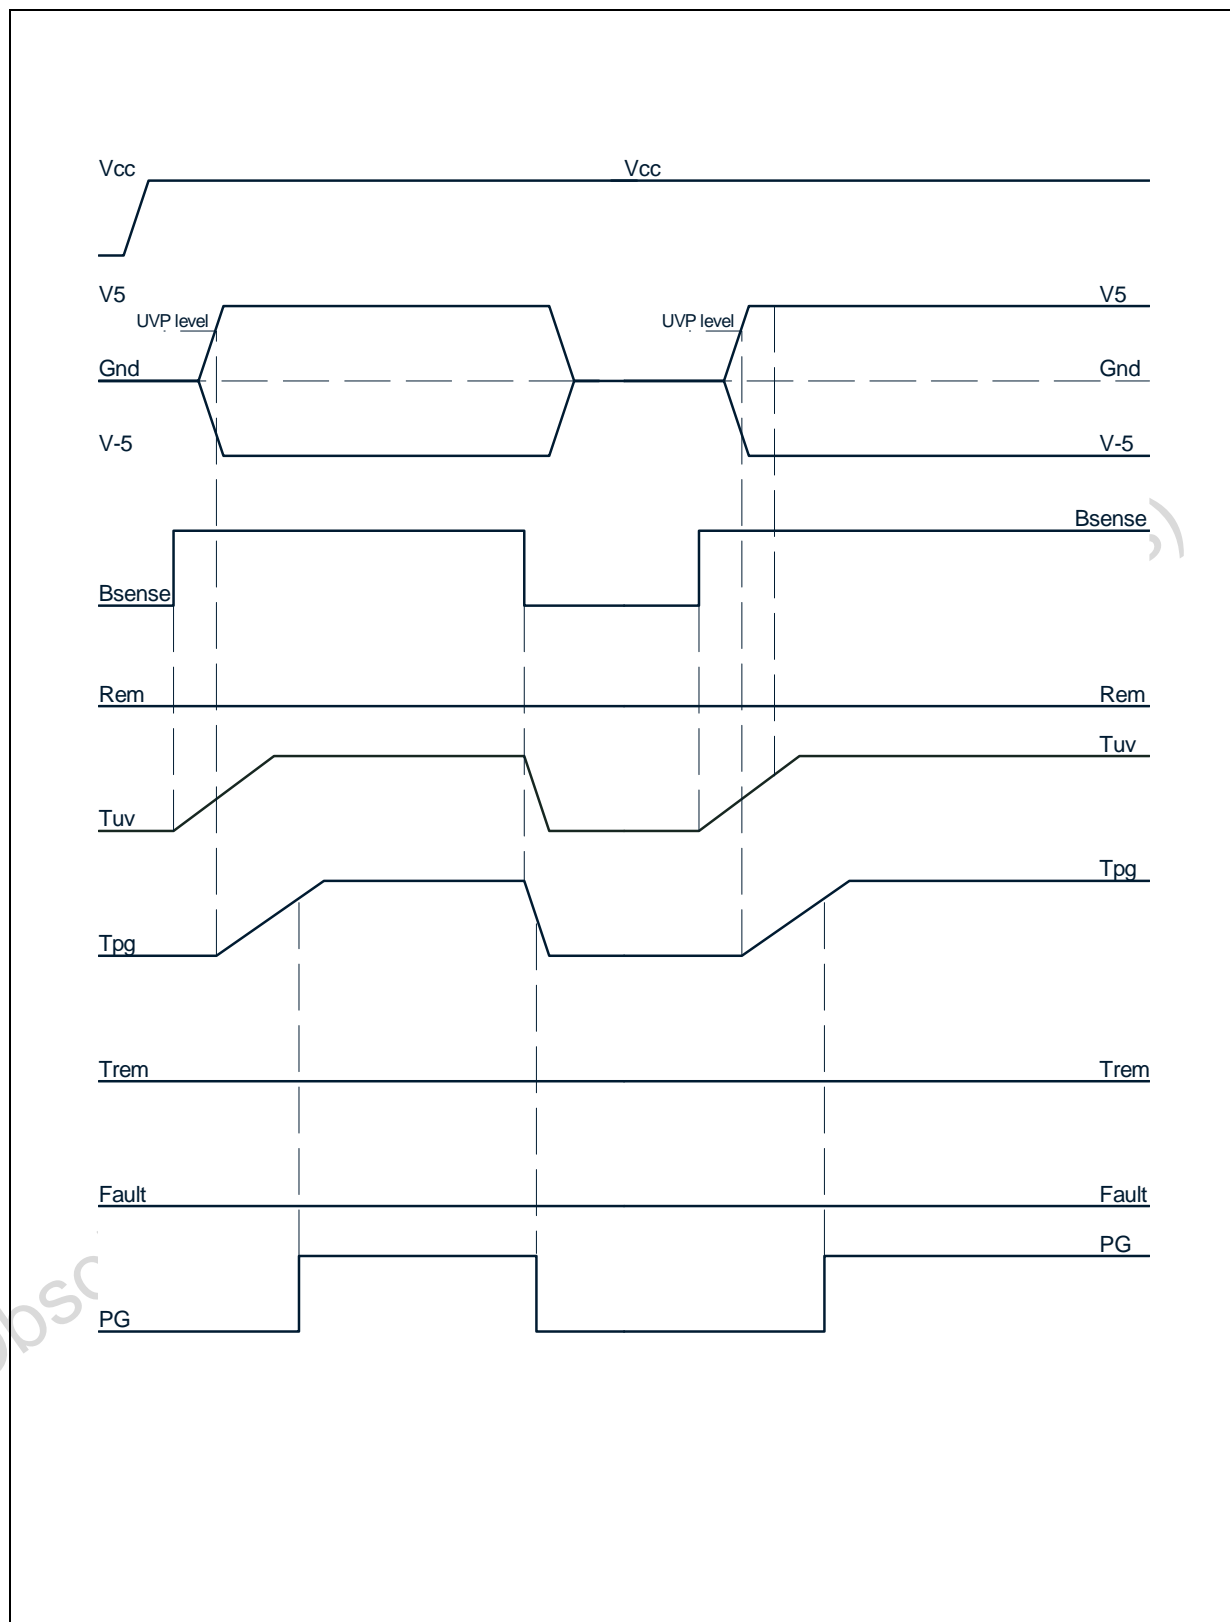 Vcc Vcc
V5 V5
UVP level UVP level
Gnd Gnd
V-5 V-5
Bsense
Bsense
Rem Rem
Tuv
Tuv
Tpg
Tpg
Trem Trem
Fault Fault
PG
PG